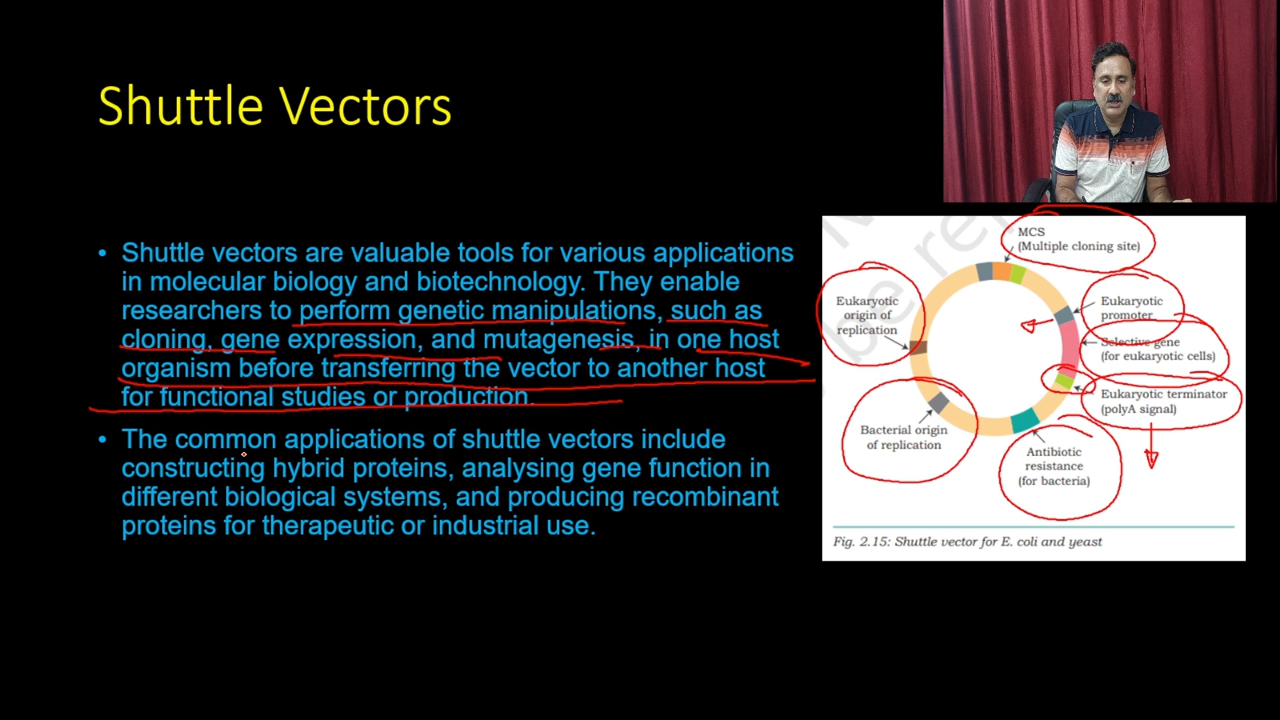 Shuttle Vectors
• Shuttle vectors are valuable tools for various applications
in molecular biology and biotechnology. They enable
researchers to perform genetic manipulations, such as
cloning, gene expression, and mutagenesis, in one host
organism before transferring the vector to another host
for functional studies or production.
• The common applications of shuttle vectors include
constructing hybrid proteins, analysing gene function in
different biological systems, and producing recombinant
proteins for therapeutic or industrial use.
MCS
(Multiple cloning site)
Eukaryotic
promoter
Selective gene
(for eukaryotic cells)
Eukaryotic terminator
(polyA signal)
Antibiotic
resistance
(for bacteria)
Bacterial origin
of replication
Eukaryotic
origin of
replication
Fig. 2.15: Shuttle vector for E. coli and yeast